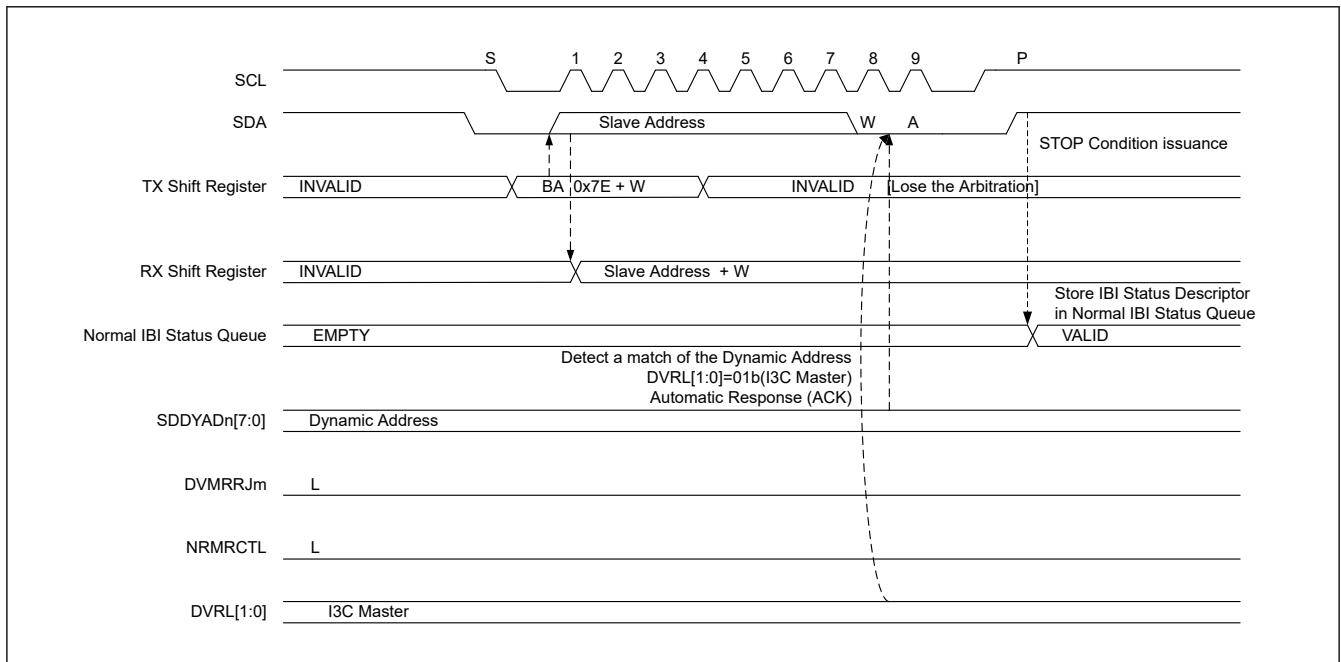 S 1 2 3 4 5 6 7 8 9 P
SCL
SDA Slave Address W A
STOP Condition issuance
TX Shift Register INVALID BA 0x7E + W INVALID [Lose the Arbitration]
RX Shift Register INVALID Slave Address + W
Store IBI Status Descriptor
in Normal IBI Status Queue
Normal IBI Status Queue EMPTY VALID
Detect a match of the Dynamic Address
DVRL[1:0]=01b(I3C Master)
Automatic Response (ACK)
SDDYADn[7:0] Dynamic Address
DVMRRJm L
NRMRCTL L
DVRL[1:0] I3C Master